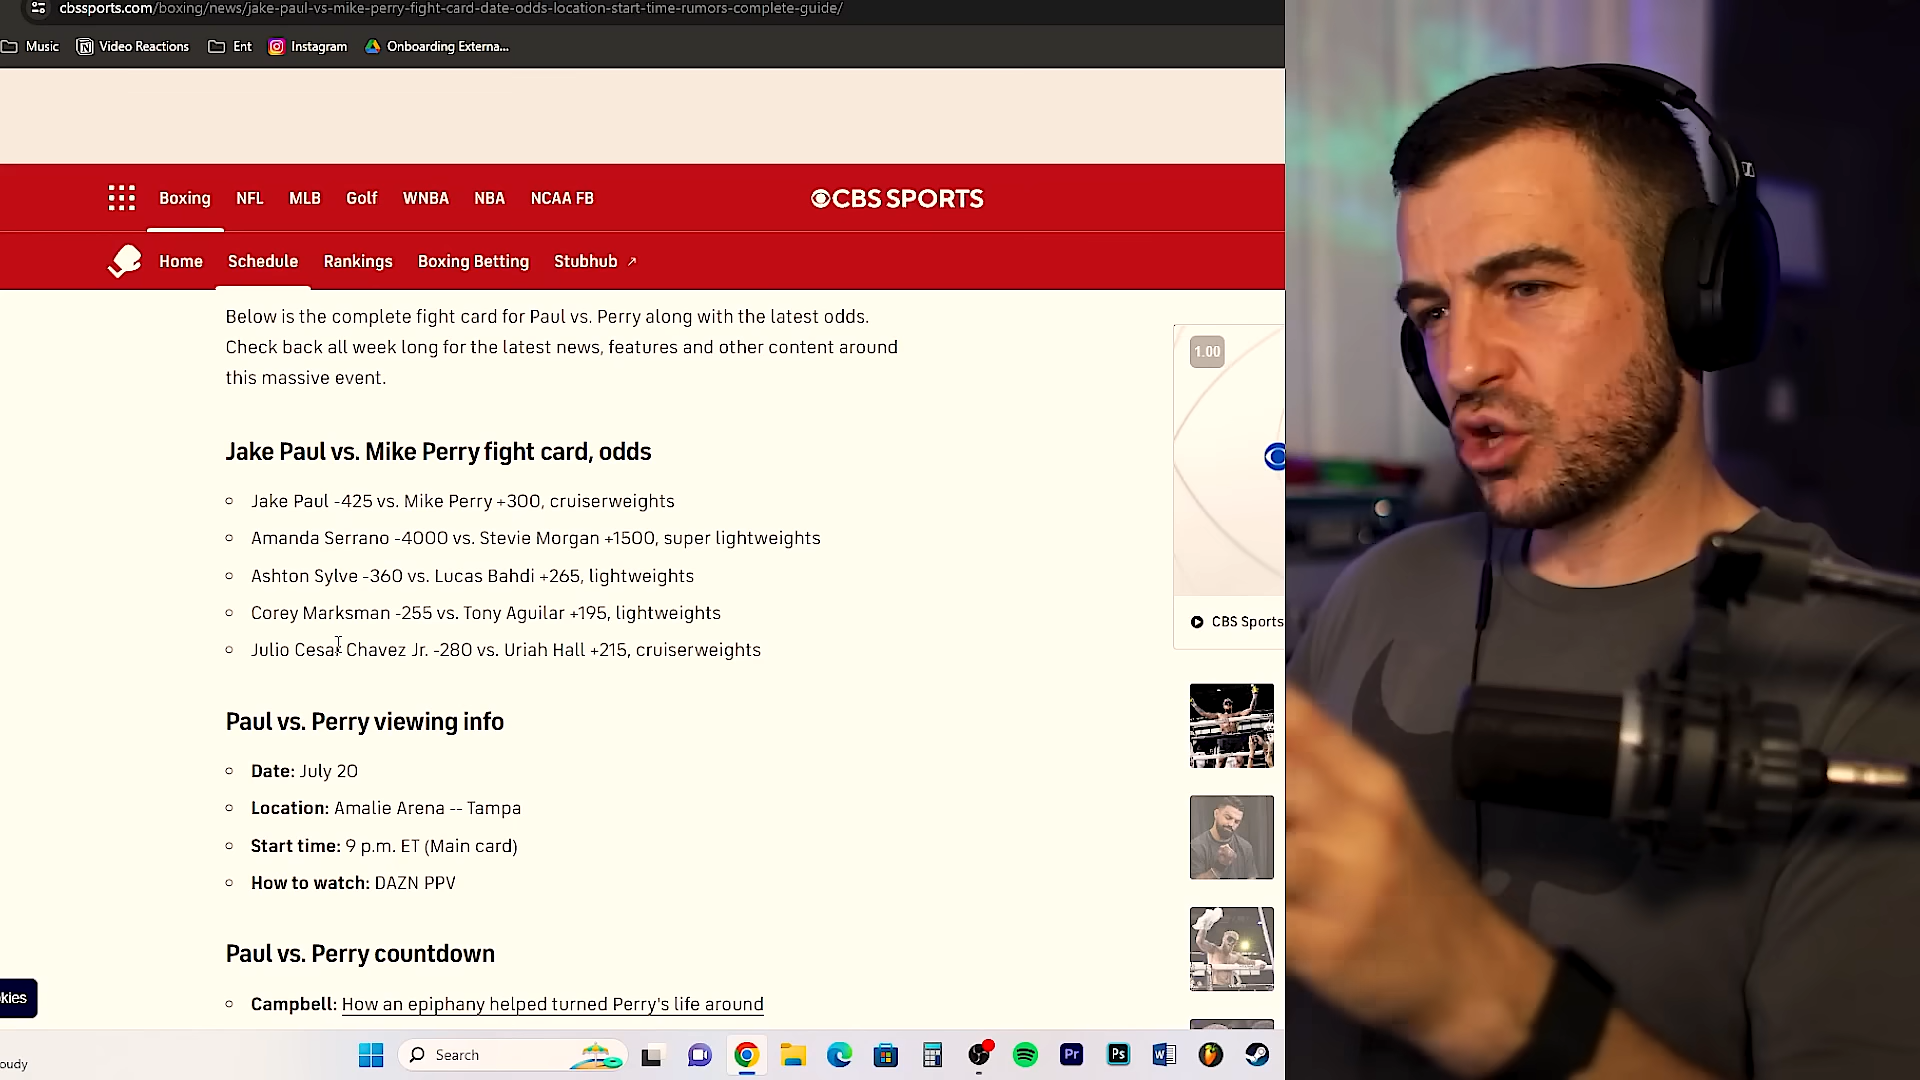 cbssports.com/boxing/news/jake-paul-vs-mike-perry-fight-card-date-odds-location-start-time-rumors-complete-guide/
Music Video Reactions Ent Instagram Onboarding Externa...
Boxing NFL MLB Golf WNBA NBA NCAA FB CBS SPORTS
Home Schedule Rankings Boxing Betting Stubhub
Below is the complete fight card for Paul vs. Perry along with the latest odds.
Check back all week long for the latest news, features and other content around
this massive event.
1.00
Jake Paul vs. Mike Perry fight card, odds
Jake Paul -425 vs. Mike Perry +300, cruiserweights
Amanda Serrano -4000 vs. Stevie Morgan +1500, super lightweights
Ashton Sylve -360 vs. Lucas Bahdi +265, lightweights
Corey Marksman -255 vs. Tony Aguilar +195, lightweights
Julio Cesar Chavez Jr. -280 vs. Uriah Hall +215, cruiserweights
CBS Sports
Paul vs. Perry viewing info
Date: July 20
Location: Amalie Arena -- Tampa
Start time: 9 p.m. ET (Main card)
How to watch: DAZN PPV
Paul vs. Perry countdown
kies
Campbell: How an epiphany helped turned Perry's life around
oudy
Search
Pr
Ps
W